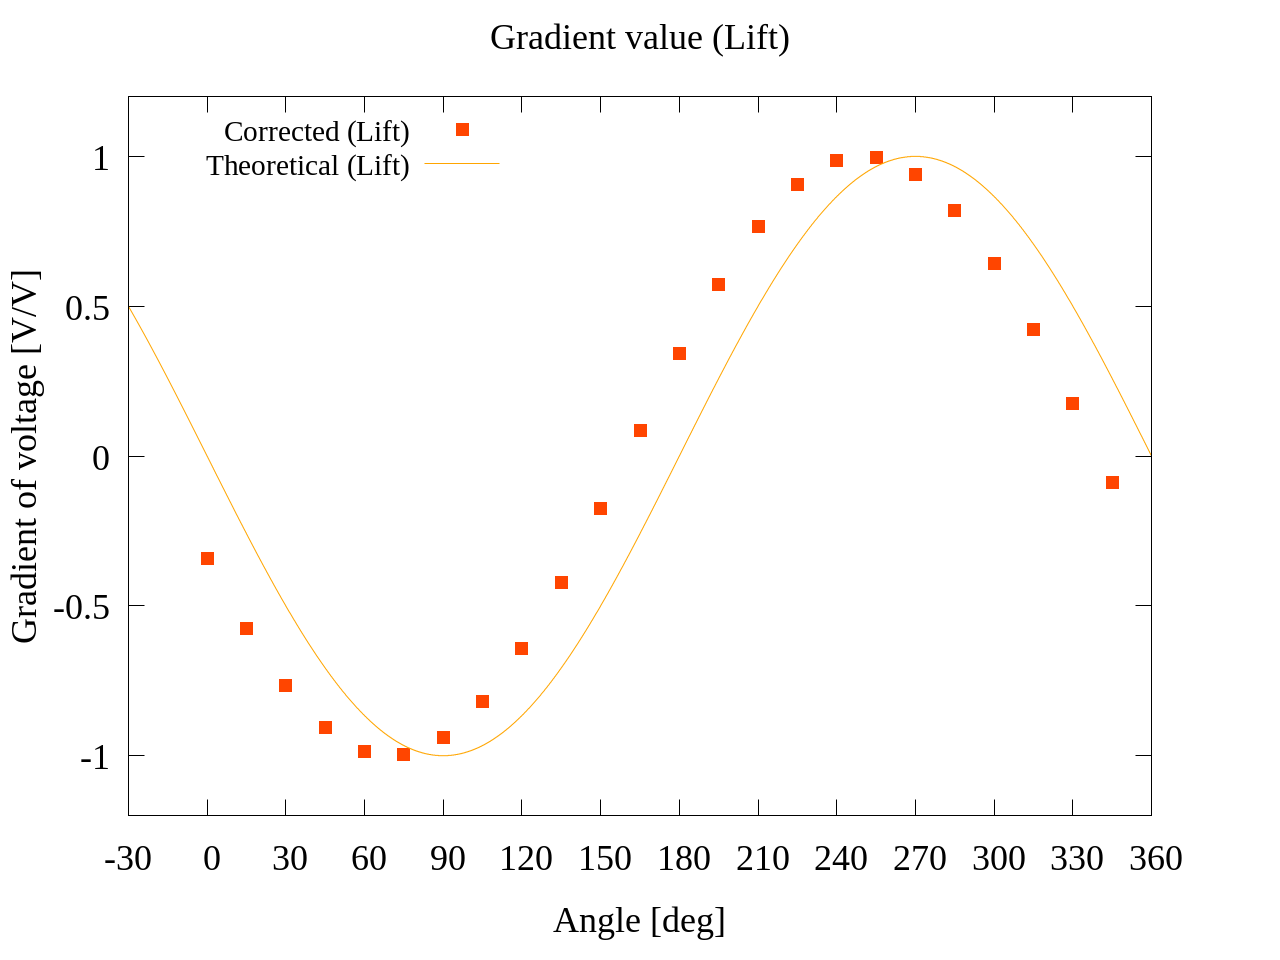 Gradient value (Lift)
Corrected (Lift)
Theoretical (Lift)
1
0.5
0
-0.5
-1
Gradient of voltage [V/V]
-30 0 30 60 90 120 150 180 210 240 270 300 330 360
Angle [deg]